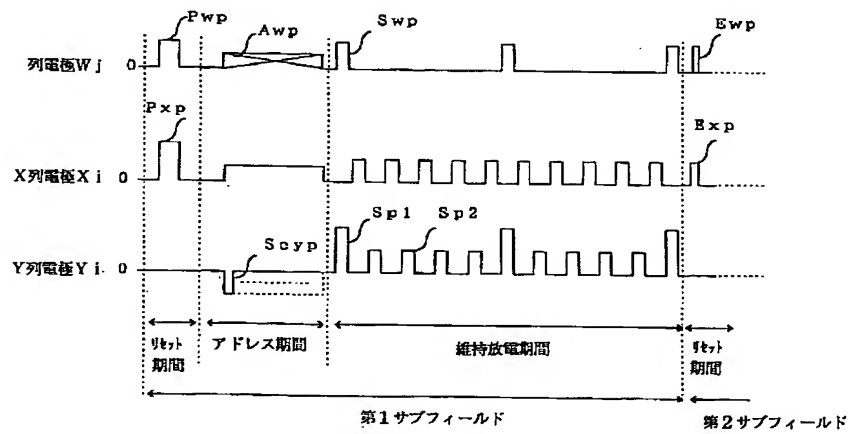 Pwp
Awp
Swp
Ewp
列電極Wj 0
Pxp
Exp
X列電極Xi 0
Sp1
Sp2
Scyp
Y列電極Yi 0
リセット
期間
アドレス期間
維持放電期間
リセット
期間
第1サブフィールド
第2サブフィールド